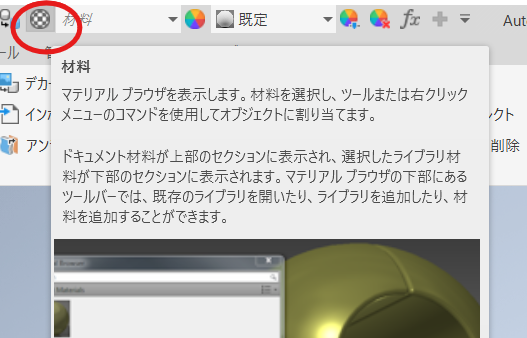 材料
既定
fx
Aut
ール
デカ
インポ
クト
アン
削除
材料
マテリアル ブラウザを表示します。材料を選択し、ツールまたは右クリック
メニューのコマンドを使用してオブジェクトに割り当てます。
ドキュメント材料が上部のセクションに表示され、選択したライブラリ材
料が下部のセクションに表示されます。マテリアル ブラウザの下部にある
ツールバーでは、既存のライブラリを開いたり、ライブラリを追加したり、材
料を追加することができます。
Browser
Materials